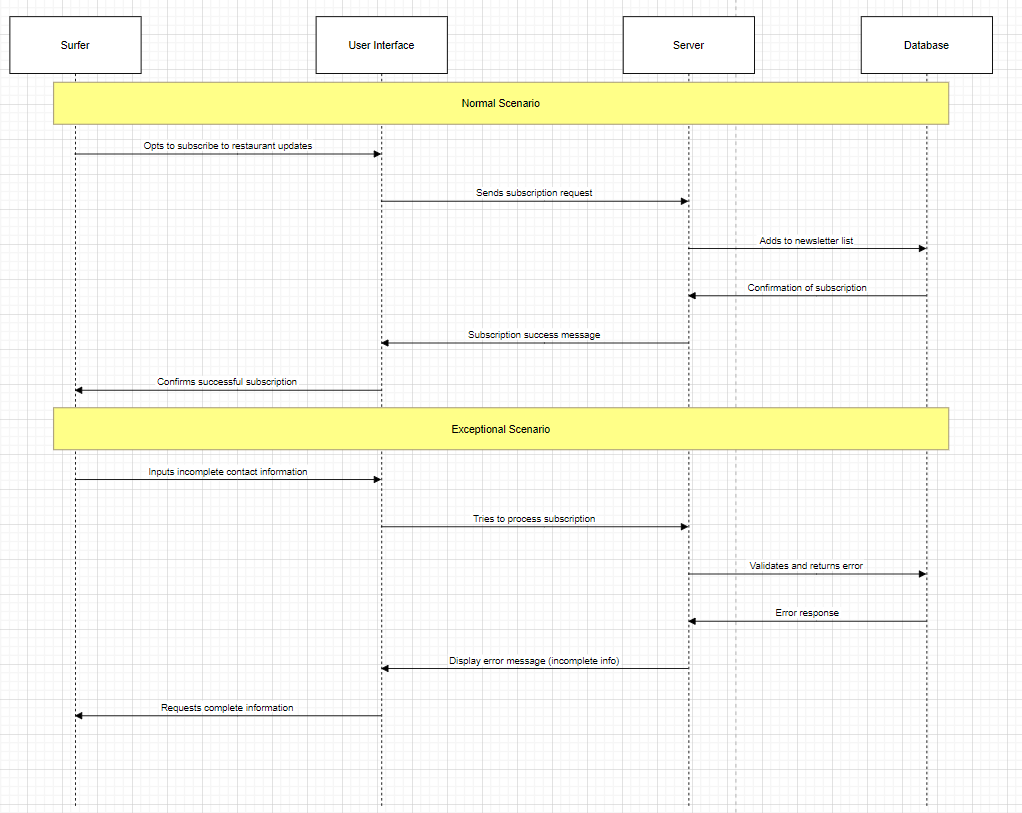 Surfer
User Interface
Server
Database
Normal Scenario
Opts to subscribe to restaurant updates
Sends subscription request
Adds to newsletter list
Confirmation of subscription
Subscription success message
Confirms successful subscription
Exceptional Scenario
Inputs incomplete contact information
Tries to process subscription
Validates and returns error
Error response
Display error message (incomplete info)
Requests complete information